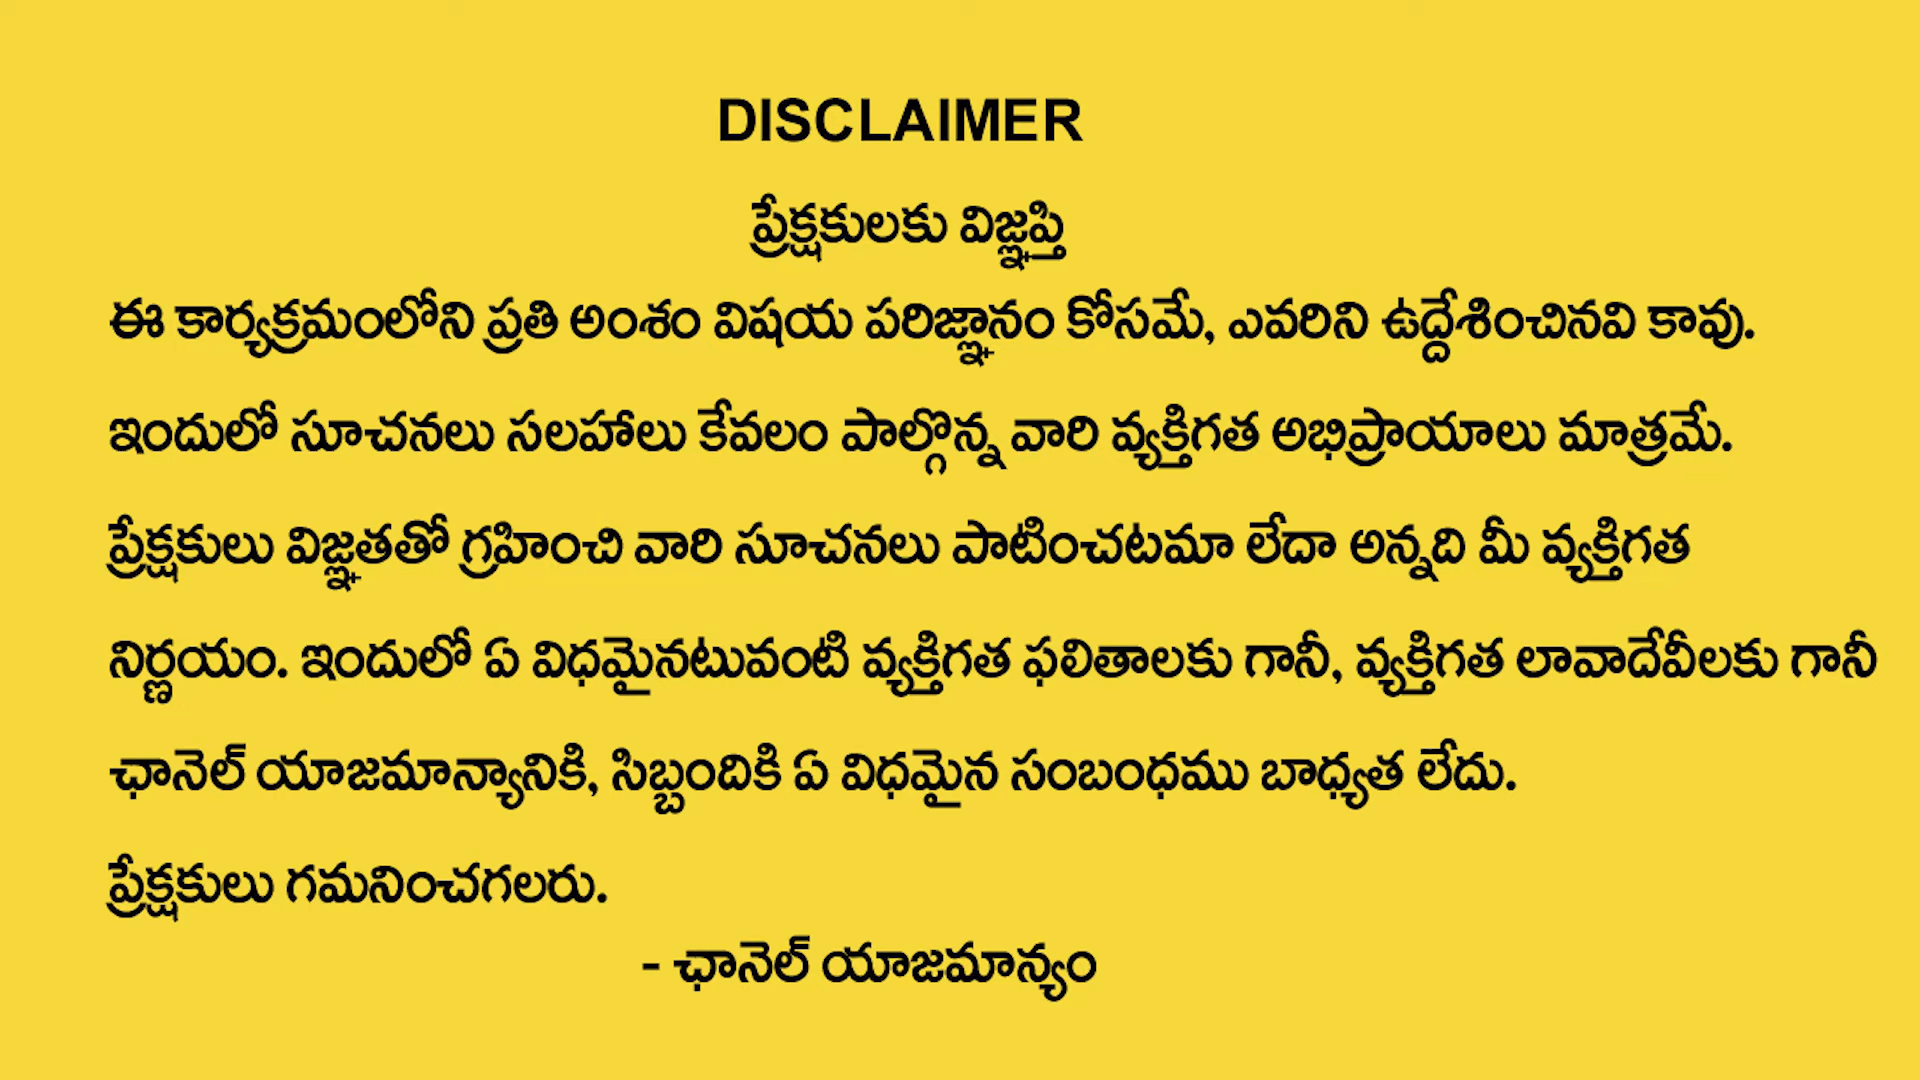 DISCLAIMER
ప్రేక్షకులకు విజ్ఞప్తి
ఈ కార్యక్రమంలోని ప్రతి అంశం విషయ పరిజ్ఞానం కోసమే, ఎవరిని ఉద్దేశించినవి కావు.
ఇందులో సూచనలు సలహాలు కేవలం పాల్గొన్న వారి వ్యక్తిగత అభిప్రాయాలు మాత్రమే.
ప్రేక్షకులు విజ్ఞతతో గ్రహించి వారి సూచనలు పాటించటమా లేదా అన్నది మీ వ్యక్తిగత
నిర్ణయం. ఇందులో ఏ విధమైనటువంటి వ్యక్తిగత ఫలితాలకు గానీ, వ్యక్తిగత లావాదేవీలకు గానీ
ఛానెల్ యాజమాన్యానికి, సిబ్బందికి ఏ విధమైన సంబంధము బాధ్యత లేదు.
ప్రేక్షకులు గమనించగలరు.
- ఛానెల్ యాజమాన్యం